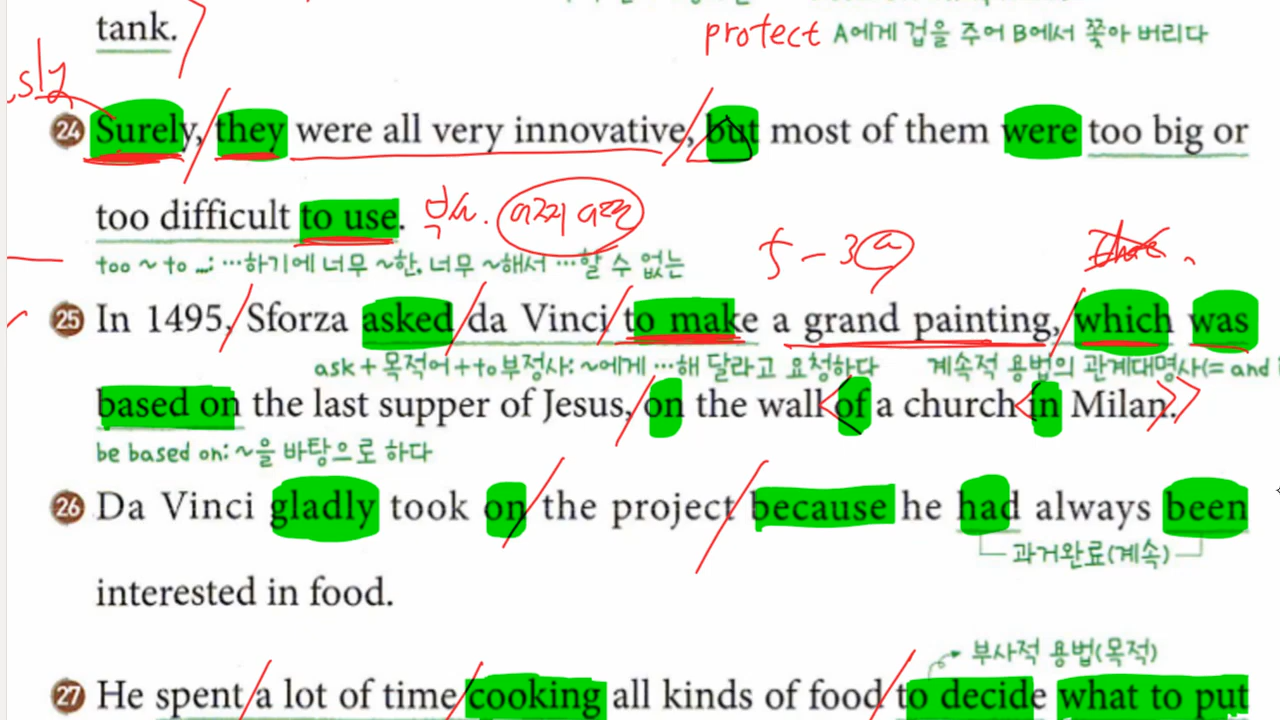 tank.
protect A에게 겁을 주어 B에서 쫓아 버리다
sly
24 Surely, they were all very innovative, but most of them were too big or
too difficult to use. 부사.
too ~ to ...: …하기에 너무 ~한, 너무 ~해서 …할 수 없는
5-3
25 In 1495, Sforza asked da Vinci to make a grand painting, which was
ask + 목적어 + to 부정사: ~에게 …해 달라고 요청하다 계속적 용법의 관계대명사(= and i
based on the last supper of Jesus, on the wall of a church in Milan.
be based on: ~을 바탕으로 하다
26 Da Vinci gladly took on the project because he had always been
과거완료(계속)
interested in food.
부사적 용법(목적)
27 He spent a lot of time cooking all kinds of food to decide what to put